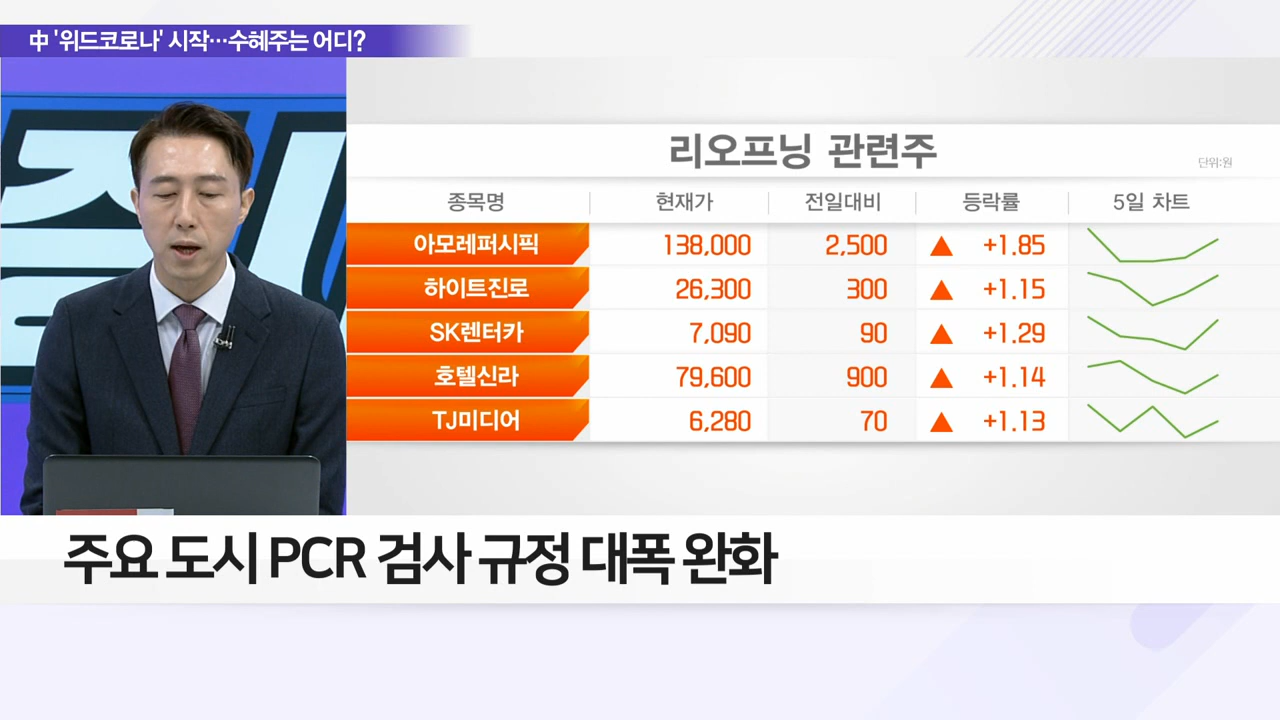 中 '위드코로나' 시작…수혜주는 어디?
리오프닝 관련주
단위:원
종목명 현재가 전일대비 등락률 5일 차트
아모레퍼시픽 138,000 2,500 ▲ +1.85
하이트진로 26,300 300 ▲ +1.15
SK렌터카 7,090 90 ▲ +1.29
호텔신라 79,600 900 ▲ +1.14
TJ미디어 6,280 70 ▲ +1.13
주요 도시 PCR 검사 규정 대폭 완화